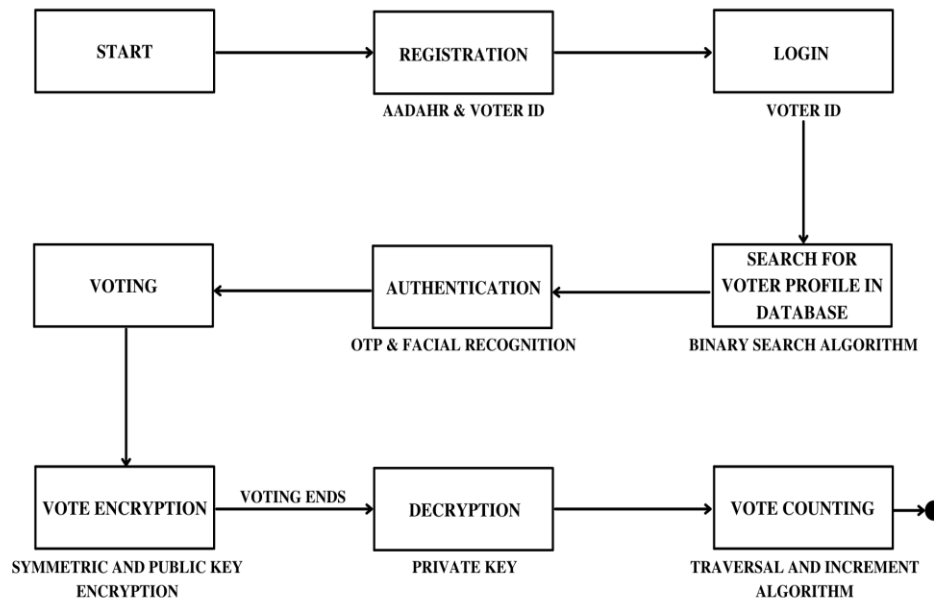 START
REGISTRATION
LOGIN
AADAHR & VOTER ID
VOTER ID
VOTING
AUTHENTICATION
SEARCH FOR
VOTER PROFILE IN
DATABASE
OTP & FACIAL RECOGNITION
BINARY SEARCH ALGORITHM
VOTE ENCRYPTION
VOTING ENDS
DECRYPTION
VOTE COUNTING
SYMMETRIC AND PUBLIC KEY
ENCRYPTION
PRIVATE KEY
TRAVERSAL AND INCREMENT
ALGORITHM